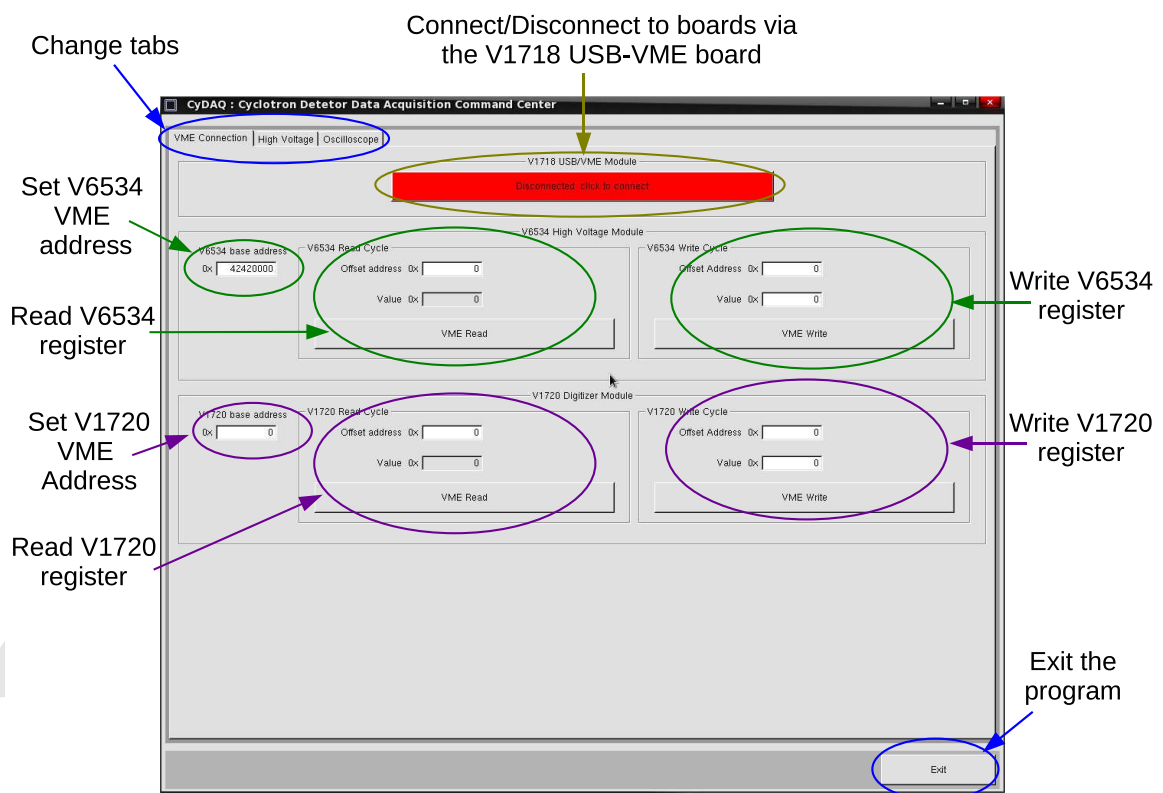 Connect/Disconnect to boards via
the V1718 USB-VME board
Change tabs
CyDAQ : Cyclotron Detetor Data Acquisition Command Center
VME Connection High Voltage Oscilloscope
V1718 USB/VME Module
Disconnected: click to connect
Set V6534
VME
address
V6534 High Voltage Module
V6534 base address
0x 42420000
V6534 Read Cycle
Offset address 0x 0
Value 0x 0
VME Read
V6534 Write Cycle
Offset Address 0x 0
Value 0x 0
VME Write
Write V6534
register
Read V6534
register
V1720 Digitizer Module
Set V1720
VME
Address
V1720 base address
0x 0
V1720 Read Cycle
Offset address 0x 0
Value 0x 0
VME Read
V1720 Write Cycle
Offset Address 0x 0
Value 0x 0
VME Write
Write V1720
register
Read V1720
register
Exit the
program
Exit